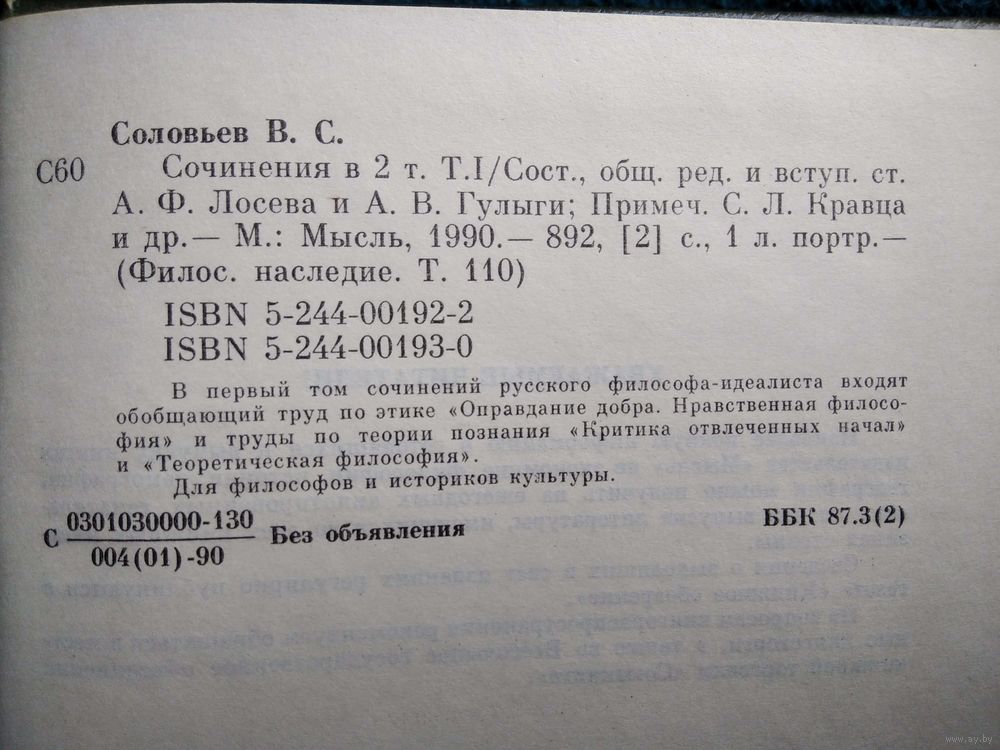 Соловьев В. С.
С60 Сочинения в 2 т. Т.I/Сост., общ. ред. и вступ. ст.
А. Ф. Лосева и А. В. Гулыги; Примеч. С. Л. Кравца
и др.— М.: Мысль, 1990.— 892, [2] с., 1 л. портр.—
(Филос. наследие. Т. 110)
ISBN 5-244-00192-2
ISBN 5-244-00193-0
В первый том сочинений русского философа-идеалиста входят
обобщающий труд по этике «Оправдание добра. Нравственная филосо-
фия» и труды по теории познания «Критика отвлеченных начал»
и «Теоретическая философия».
Для философов и историков культуры.
С 0301030000-130 Без объявления ББК 87.3(2)
004(01)-90
www.ay.by